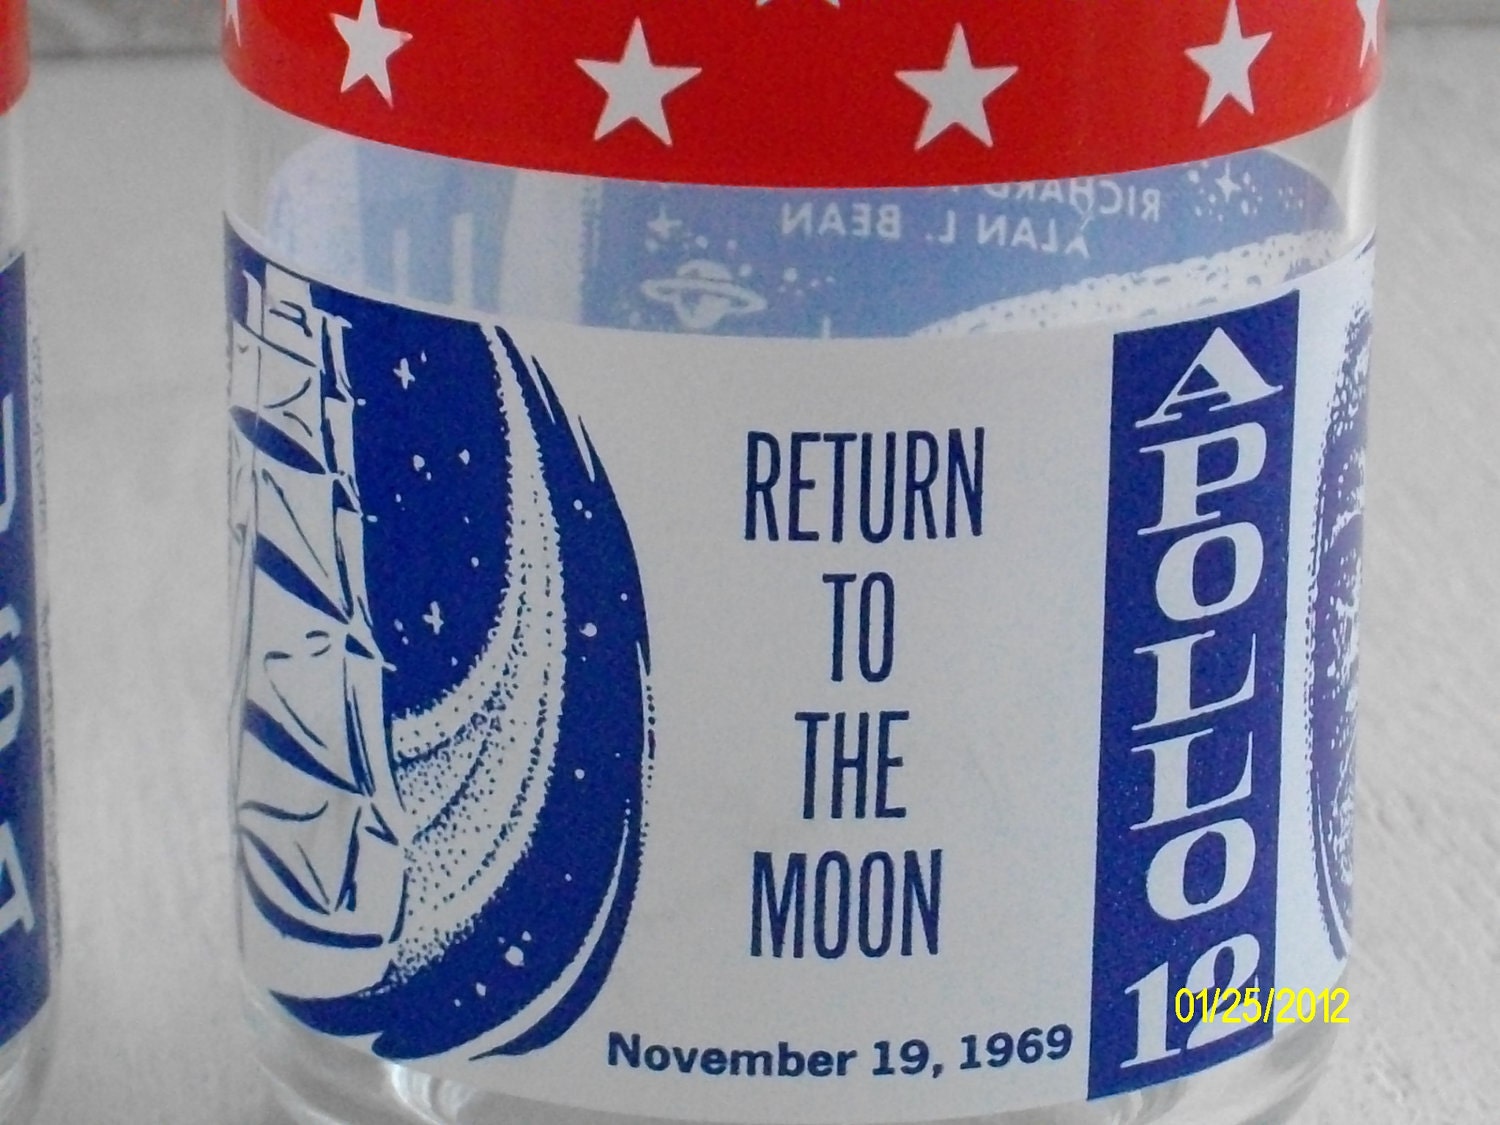 RICHARD
ALAN L. BEAN
RETURN
TO
THE
MOON
November 19, 1969
APOLLO 12
01/25/2012